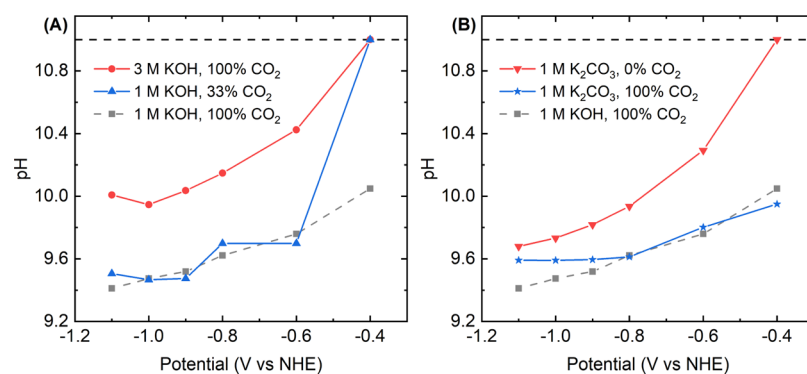 (A)
3 M KOH, 100% CO₂
1 M KOH, 33% CO₂
1 M KOH, 100% CO₂
pH
10.8
10.4
10.0
9.6
9.2
-1.2
-1.0
-0.8
-0.6
-0.4
Potential (V vs NHE)
(B)
1 M K₂CO₃, 0% CO₂
1 M K₂CO₃, 100% CO₂
1 M KOH, 100% CO₂
pH
10.8
10.4
10.0
9.6
9.2
-1.2
-1.0
-0.8
-0.6
-0.4
Potential (V vs NHE)